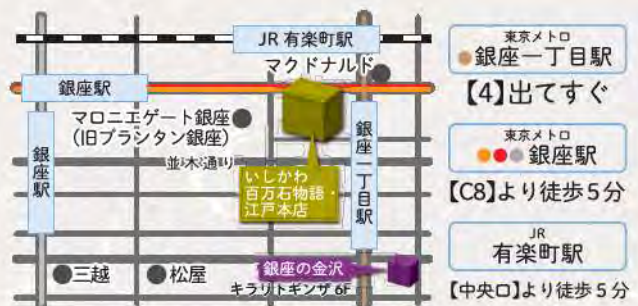 JR 有楽町駅
マクドナルド
銀座駅
マロニエゲート銀座
(旧プランタン銀座)
並木通り
銀座駅
銀座一丁目駅
いしかわ
百万石物語・
江戸本店
三越
松屋
銀座の金沢
キラリトギンザ 6F
東京メトロ
銀座一丁目駅
【4】出てすぐ
東京メトロ
銀座駅
【C8】より徒歩5分
JR
有楽町駅
【中央口】より徒歩5分